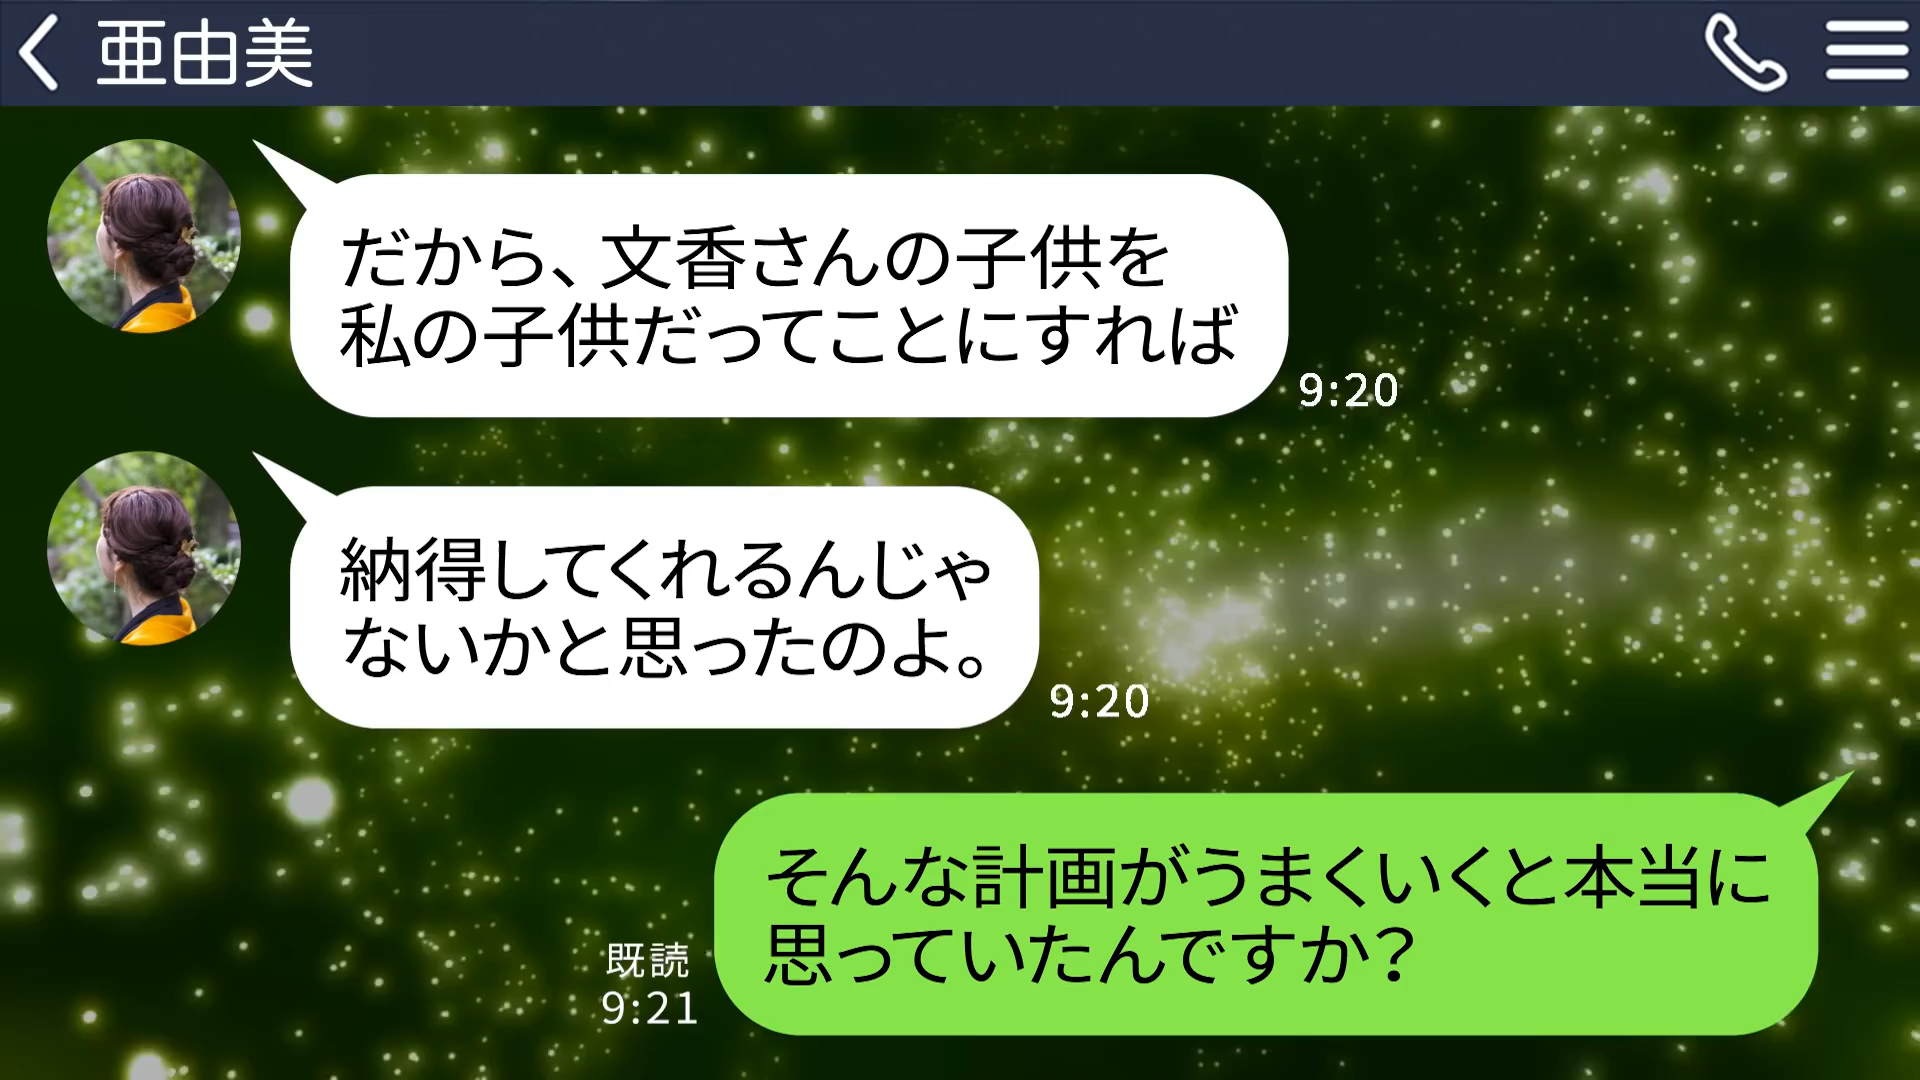 亜由美
だから、文香さんの子供を
私の子供だってことにすれば
9:20
納得してくれるんじゃ
ないかと思ったのよ。
9:20
そんな計画がうまくいくと本当に
思っていたんですか?
既読
9:21